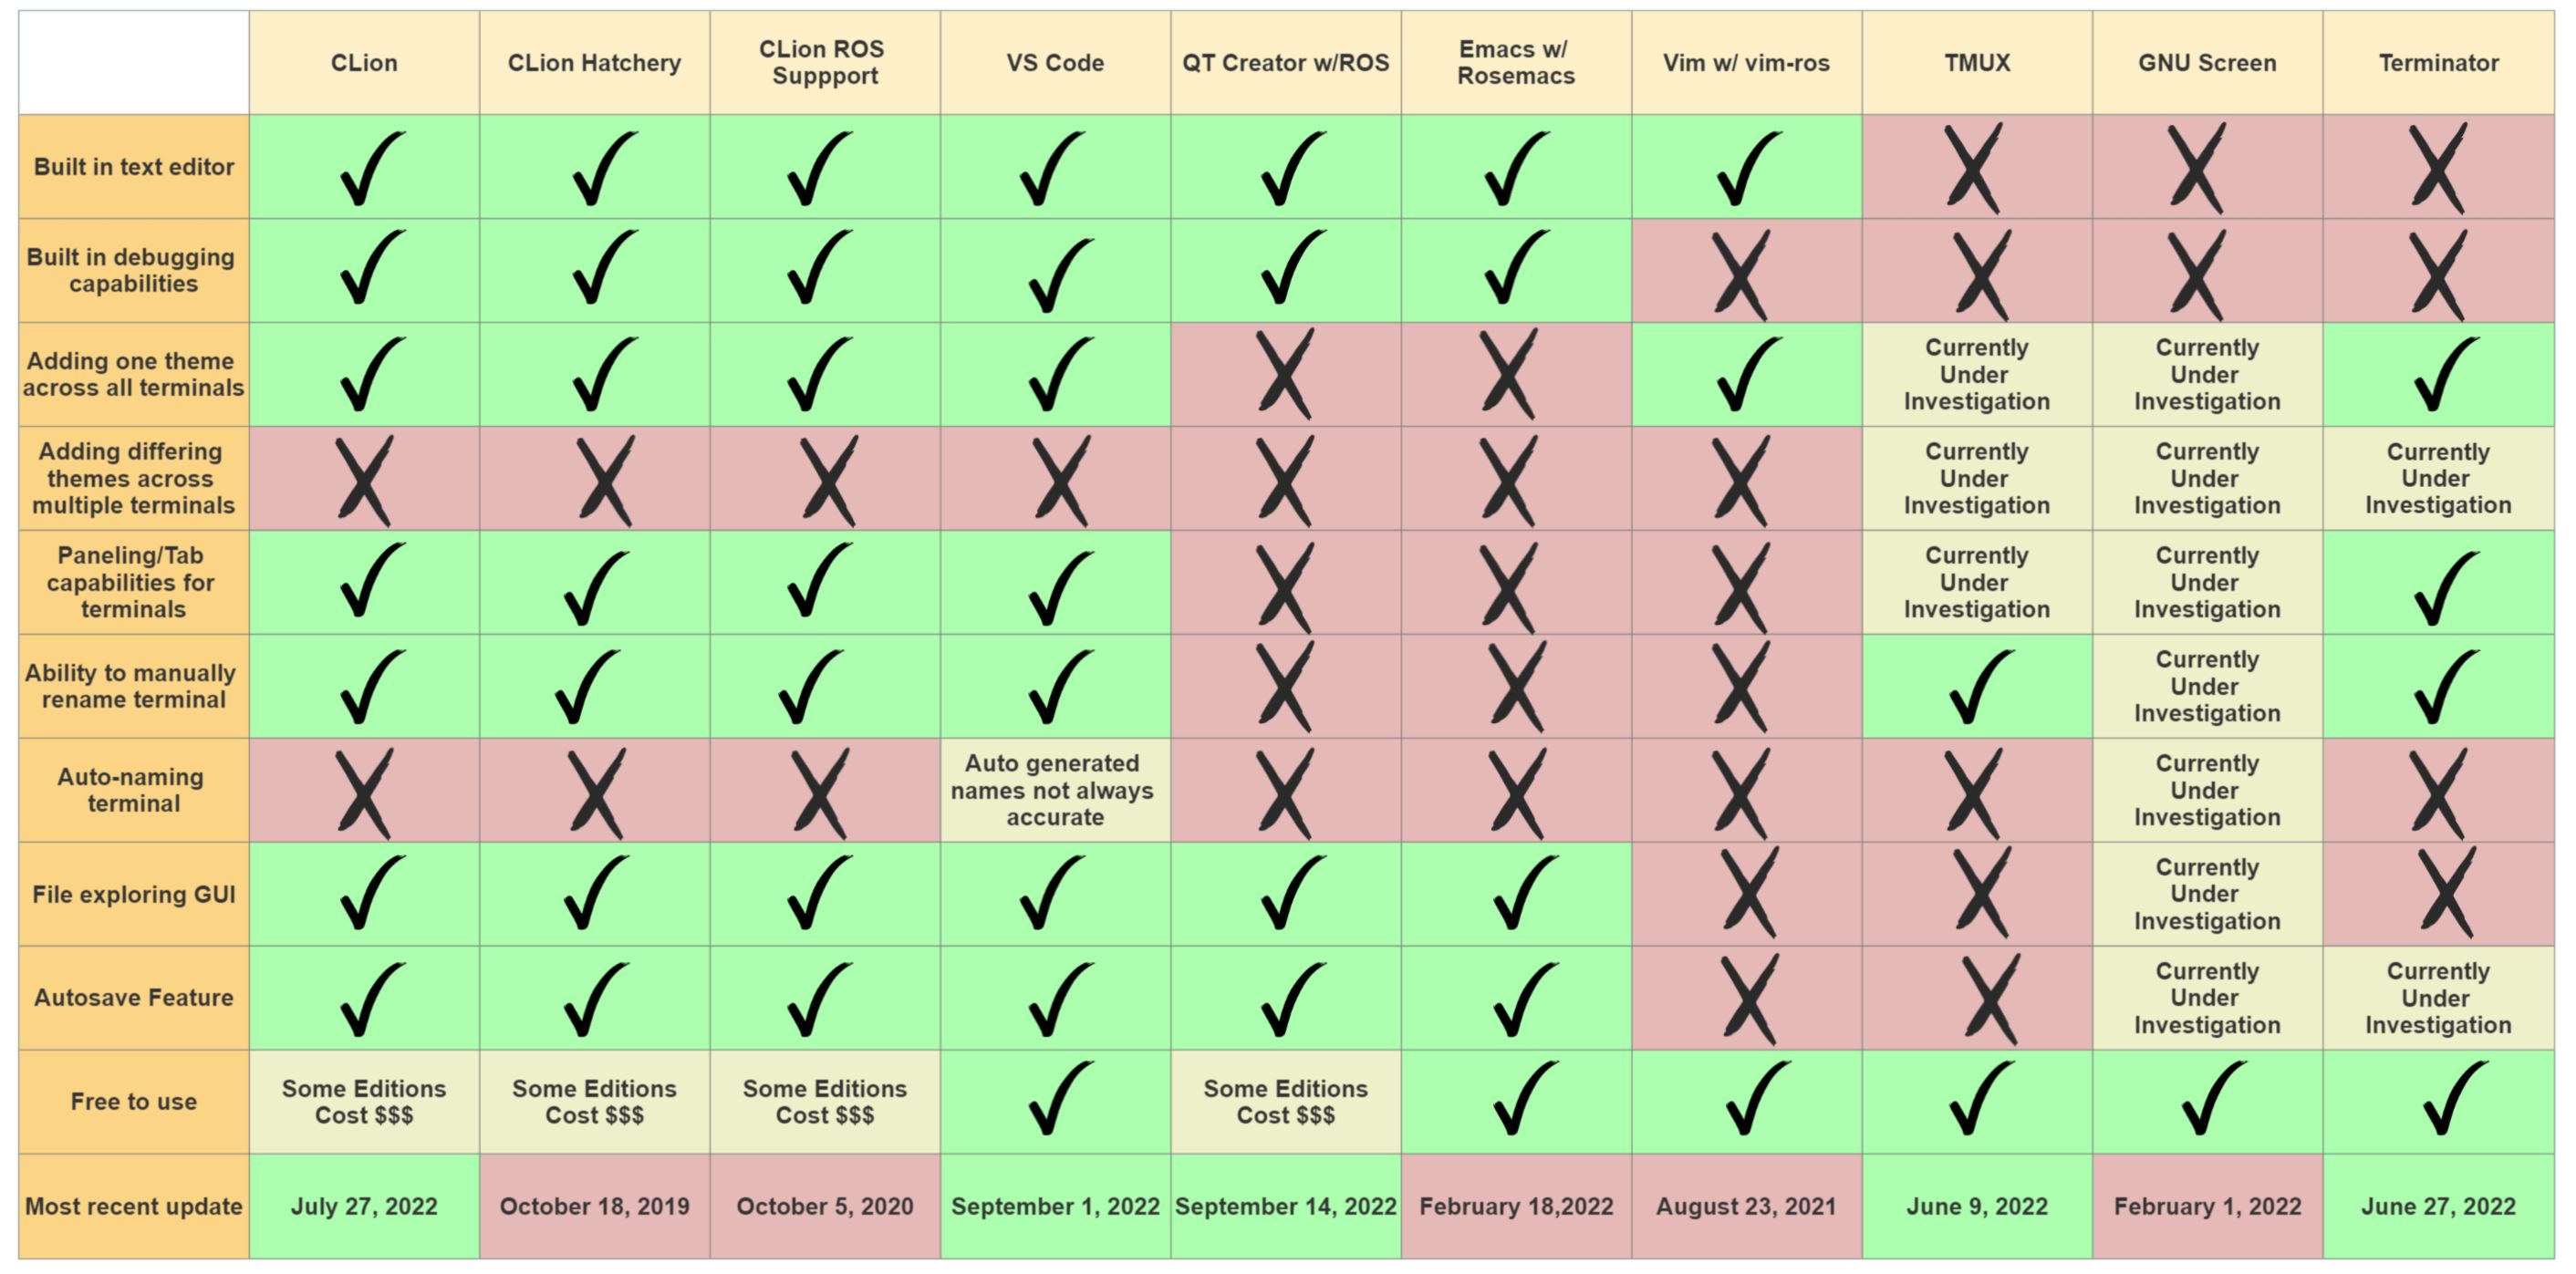 CLion
CLion Hatchery
CLion ROS
Suppport
VS Code
QT Creator w/ROS
Emacs w/
Rosemacs
Vim w/ vim-ros
TMUX
GNU Screen
Terminator
Built in text editor
Built in debugging
capabilities
Adding one theme
across all terminals
Currently
Under
Investigation
Currently
Under
Investigation
Adding differing
themes across
multiple terminals
Currently
Under
Investigation
Currently
Under
Investigation
Currently
Under
Investigation
Paneling/Tab
capabilities for
terminals
Currently
Under
Investigation
Currently
Under
Investigation
Ability to manually
rename terminal
Currently
Under
Investigation
Auto-naming
terminal
Auto generated
names not always
accurate
Currently
Under
Investigation
File exploring GUI
Currently
Under
Investigation
Autosave Feature
Currently
Under
Investigation
Currently
Under
Investigation
Free to use
Some Editions
Cost $$$
Some Editions
Cost $$$
Some Editions
Cost $$$
Some Editions
Cost $$$
Most recent update
July 27, 2022
October 18, 2019
October 5, 2020
September 1, 2022
September 14, 2022
February 18,2022
August 23, 2021
June 9, 2022
February 1, 2022
June 27, 2022